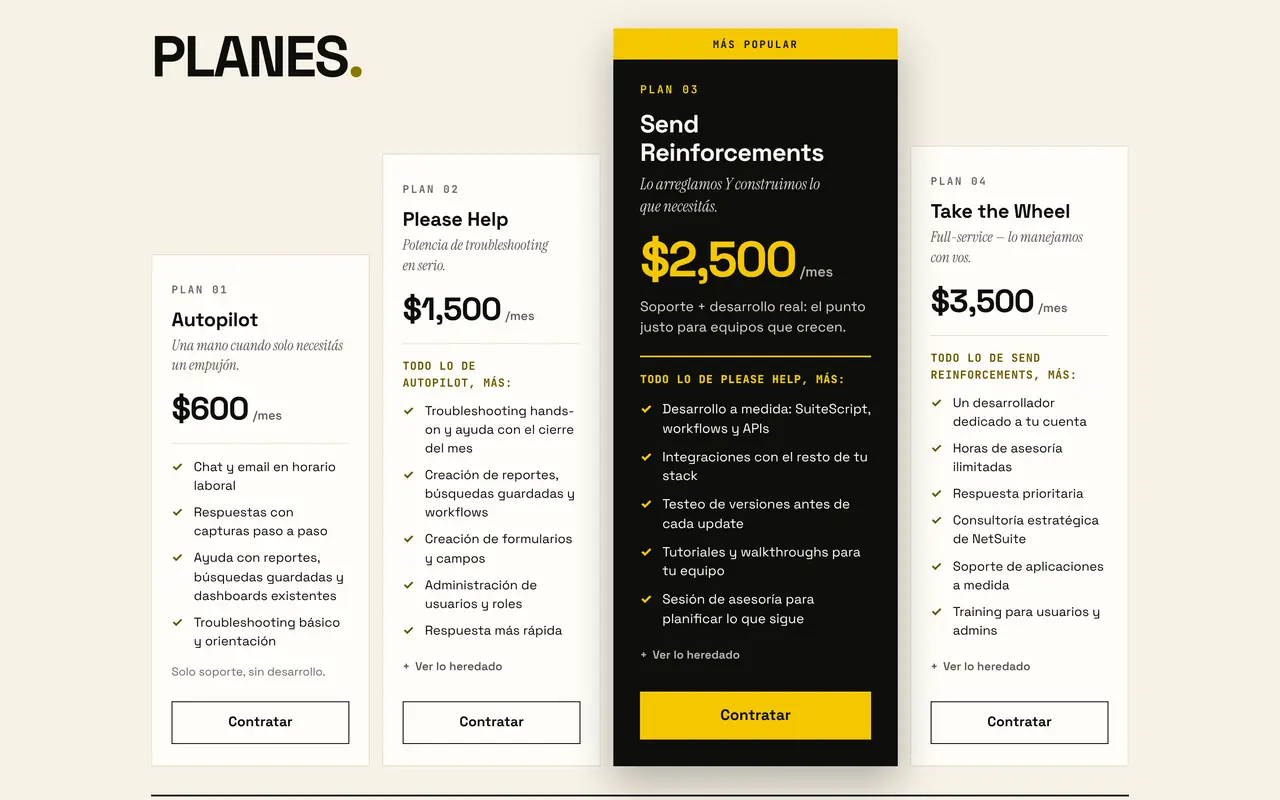 PLANES.
PLAN 01
Autopilot
Una mano cuando solo necesitás
un empujón.
$600 /mes
✓ Chat y email en horario
laboral
✓ Respuestas con
capturas paso a paso
✓ Ayuda con reportes,
búsquedas guardadas y
dashboards existentes
✓ Troubleshooting básico
y orientación
Solo soporte, sin desarrollo.
Contratar
PLAN 02
Please Help
Potencia de troubleshooting
en serio.
$1,500 /mes
TODO LO DE
AUTOPILOT, MÁS:
✓ Troubleshooting hands-
on y ayuda con el cierre
del mes
✓ Creación de reportes,
búsquedas guardadas y
workflows
✓ Creación de formularios
y campos
✓ Administración de
usuarios y roles
✓ Respuesta más rápida
+ Ver lo heredado
Contratar
MÁS POPULAR
PLAN 03
Send
Reinforcements
Lo arreglamos Y construimos lo
que necesitás.
$2,500 /mes
Soporte + desarrollo real: el punto
justo para equipos que crecen.
TODO LO DE PLEASE HELP, MÁS:
✓ Desarrollo a medida: SuiteScript,
workflows y APIs
✓ Integraciones con el resto de tu
stack
✓ Testeo de versiones antes de
cada update
✓ Tutoriales y walkthroughs para
tu equipo
✓ Sesión de asesoría para
planificar lo que sigue
+ Ver lo heredado
Contratar
PLAN 04
Take the Wheel
Full-service — lo manejamos
con vos.
$3,500 /mes
TODO LO DE SEND
REINFORCEMENTS, MÁS:
✓ Un desarrollador
dedicado a tu cuenta
✓ Horas de asesoría
ilimitadas
✓ Respuesta prioritaria
✓ Consultoría estratégica
de NetSuite
✓ Soporte de aplicaciones
a medida
✓ Training para usuarios y
admins
+ Ver lo heredado
Contratar